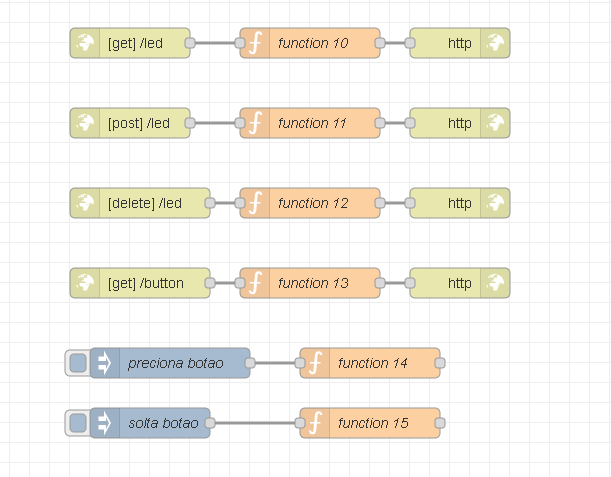 [get] /led function 10 http
[post] /led function 11 http
[delete] /led function 12 http
[get] /button function 13 http
preciona botao function 14
solta botao function 15